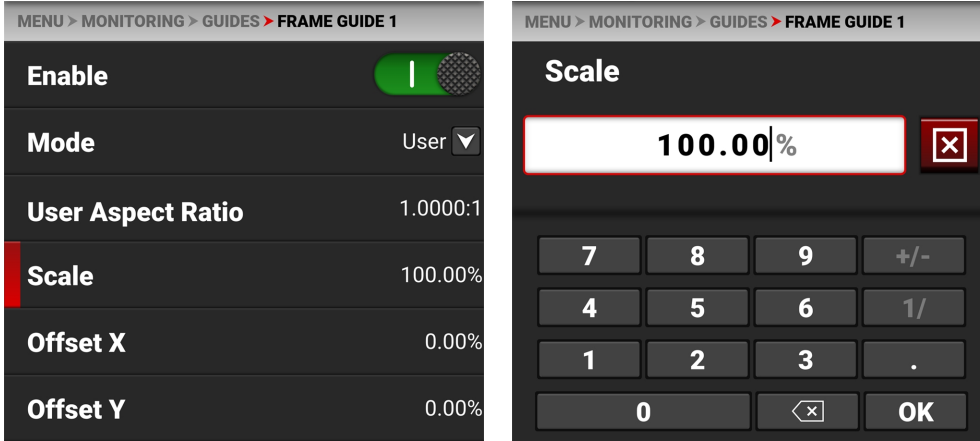 MENU > MONITORING > GUIDES > FRAME GUIDE 1
Enable
Mode User
User Aspect Ratio 1.0000:1
Scale 100.00%
Offset X 0.00%
Offset Y 0.00%
MENU > MONITORING > GUIDES > FRAME GUIDE 1
Scale
100.00%
7 8 9 +/-
4 5 6 1/
1 2 3 .
0 OK